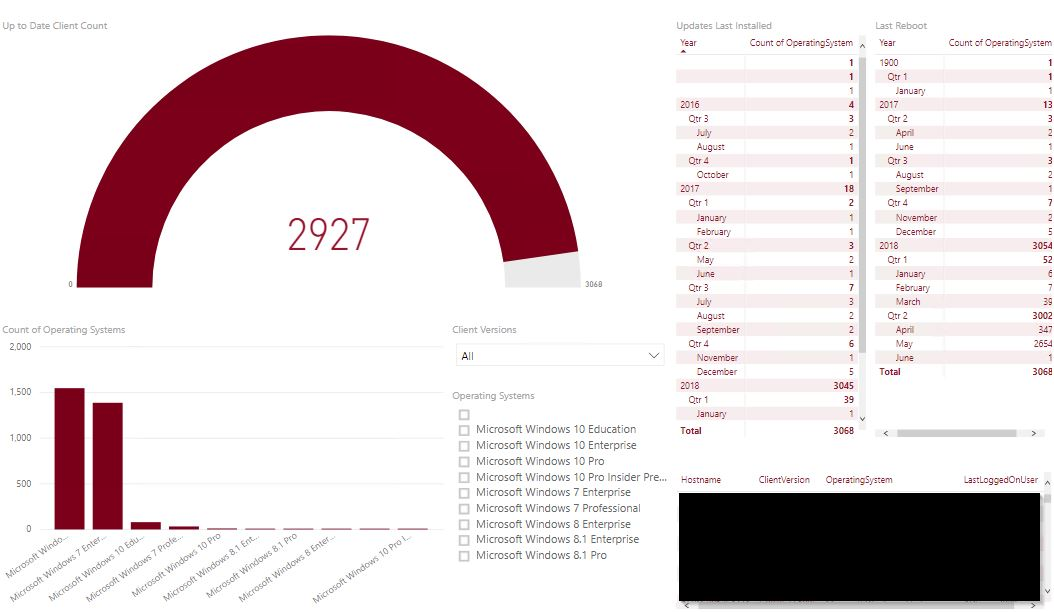 Up to Date Client Count
2927
0
3068
Count of Operating Systems
2,000
1,500
1,000
500
0
Microsoft Windo...
Microsoft Windows 7 Enter...
Microsoft Windows 10 Edu...
Microsoft Windows 7 Profe...
Microsoft Windows 10 Pro
Microsoft Windows 8.1 Ent...
Microsoft Windows 8.1 Pro
Microsoft Windows 8 Enter...
Microsoft Windows 10 Pro I...
Client Versions
All
Operating Systems
Microsoft Windows 10 Education
Microsoft Windows 10 Enterprise
Microsoft Windows 10 Pro
Microsoft Windows 10 Pro Insider Pre...
Microsoft Windows 7 Enterprise
Microsoft Windows 7 Professional
Microsoft Windows 8 Enterprise
Microsoft Windows 8.1 Enterprise
Microsoft Windows 8.1 Pro
Updates Last Installed
Year Count of OperatingSystem
1
1
1
2016 4
Qtr 3 3
July 2
August 1
Qtr 4 1
October 1
2017 18
Qtr 1 2
January 1
February 1
Qtr 2 3
May 2
June 1
Qtr 3 7
July 3
August 2
September 2
Qtr 4 6
November 1
December 5
2018 3045
Qtr 1 39
January 1
Total 3068
Last Reboot
Year Count of OperatingSystem
1900 1
Qtr 1 1
January 1
2017 13
Qtr 2 3
April 2
June 1
Qtr 3 3
August 2
September 1
Qtr 4 7
November 2
December 5
2018 3054
Qtr 1 52
January 6
February 7
March 39
Qtr 2 3002
April 347
May 2654
June 1
Total 3068
Hostname ClientVersion OperatingSystem LastLoggedOnUser